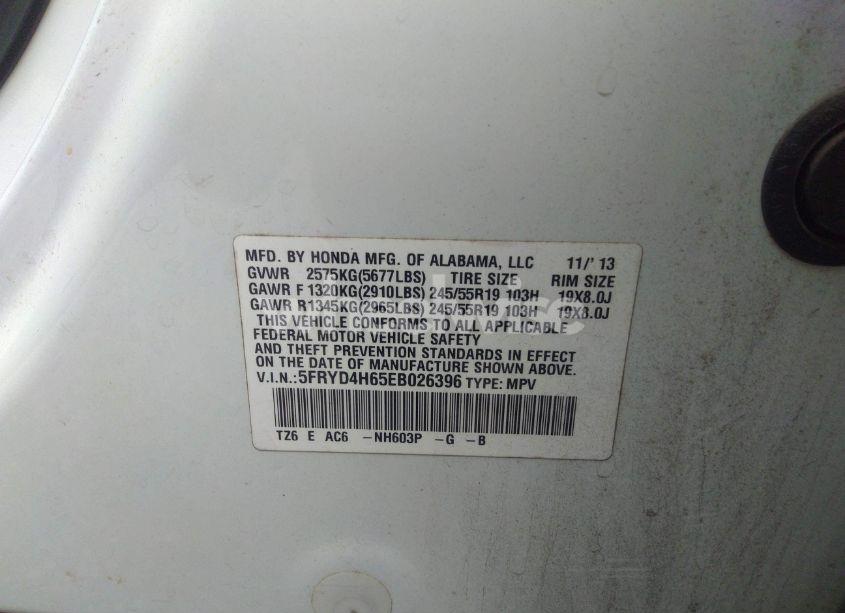 MFD. BY HONDA MFG. OF ALABAMA, LLC 11/'13
GVWR 2575KG(5677LBS) TIRE SIZE RIM SIZE
GAWR F 1320KG(2910LBS) 245/55R19 103H 19X8.0J
GAWR R1345KG(2965LBS) 245/55R19 103H 19X8.0J
THIS VEHICLE CONFORMS TO ALL APPLICABLE
FEDERAL MOTOR VEHICLE SAFETY
AND THEFT PREVENTION STANDARDS IN EFFECT
ON THE DATE OF MANUFACTURE SHOWN ABOVE.
V.I.N.:5FRYD4H65EB026396 TYPE: MPV
TZ6 E AC6 -NH603P -G -B